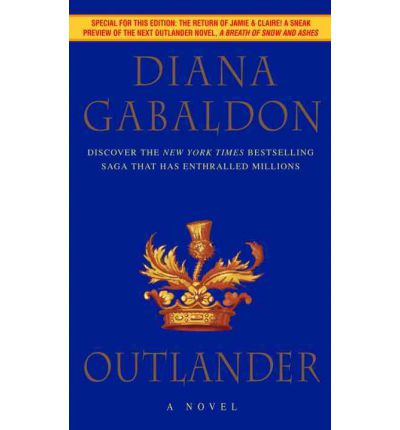 SPECIAL FOR THIS EDITION: THE RETURN OF JAMIE & CLAIRE! A SNEAK
PREVIEW OF THE NEXT OUTLANDER NOVEL, A BREATH OF SNOW AND ASHES
DIANA
GABALDON
DISCOVER THE NEW YORK TIMES BESTSELLING
SAGA THAT HAS ENTHRALLED MILLIONS
OUTLANDER
A NOVEL